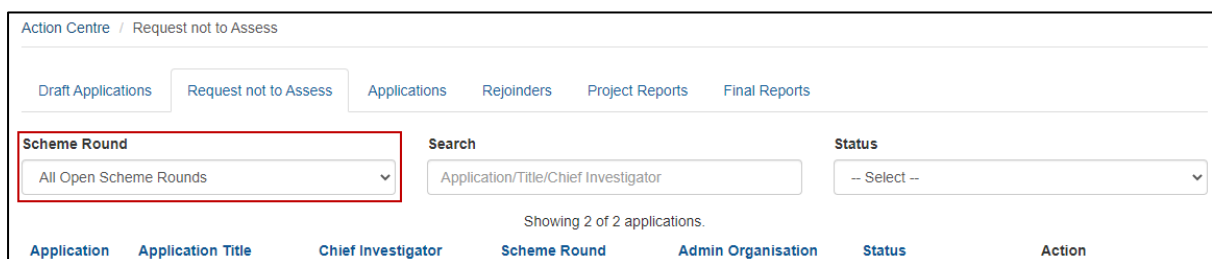 Action Centre / Request not to Assess
Draft Applications Request not to Assess Applications Rejoinders Project Reports Final Reports
Scheme Round Search Status
All Open Scheme Rounds Application/Title/Chief Investigator -- Select --
Showing 2 of 2 applications.
Application Application Title Chief Investigator Scheme Round Admin Organisation Status Action